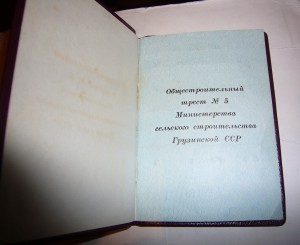 Общестроительный
трест № 5
Министерства
сельского строительства
Грузинской ССР